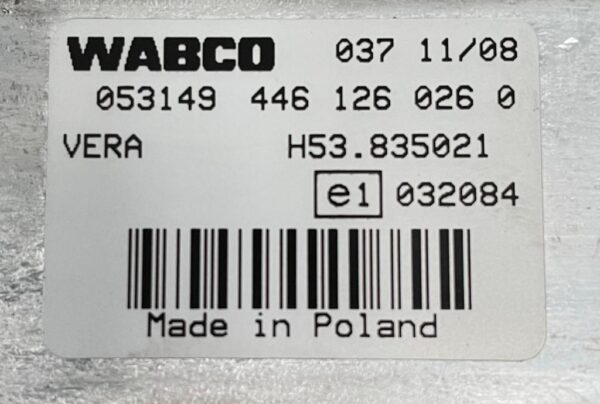 WABCO 037 11/08
053149 446 126 026 0
VERA H53.835021
e1 032084
Made in Poland